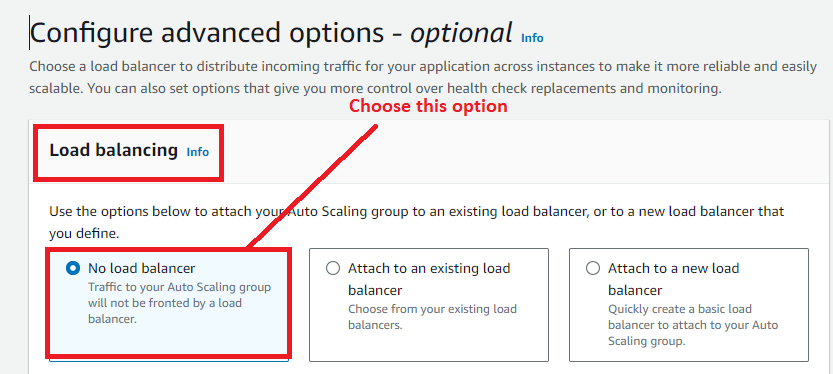 Configure advanced options - optional Info
Choose a load balancer to distribute incoming traffic for your application across instances to make it more reliable and easily
scalable. You can also set options that give you more control over health check replacements and monitoring.
Choose this option
Load balancing Info
Use the options below to attach your Auto Scaling group to an existing load balancer, or to a new load balancer that
you define.
No load balancer
Traffic to your Auto Scaling group
will not be fronted by a load
balancer.
Attach to an existing load
balancer
Choose from your existing load
balancers.
Attach to a new load
balancer
Quickly create a basic load
balancer to attach to your Auto
Scaling group.